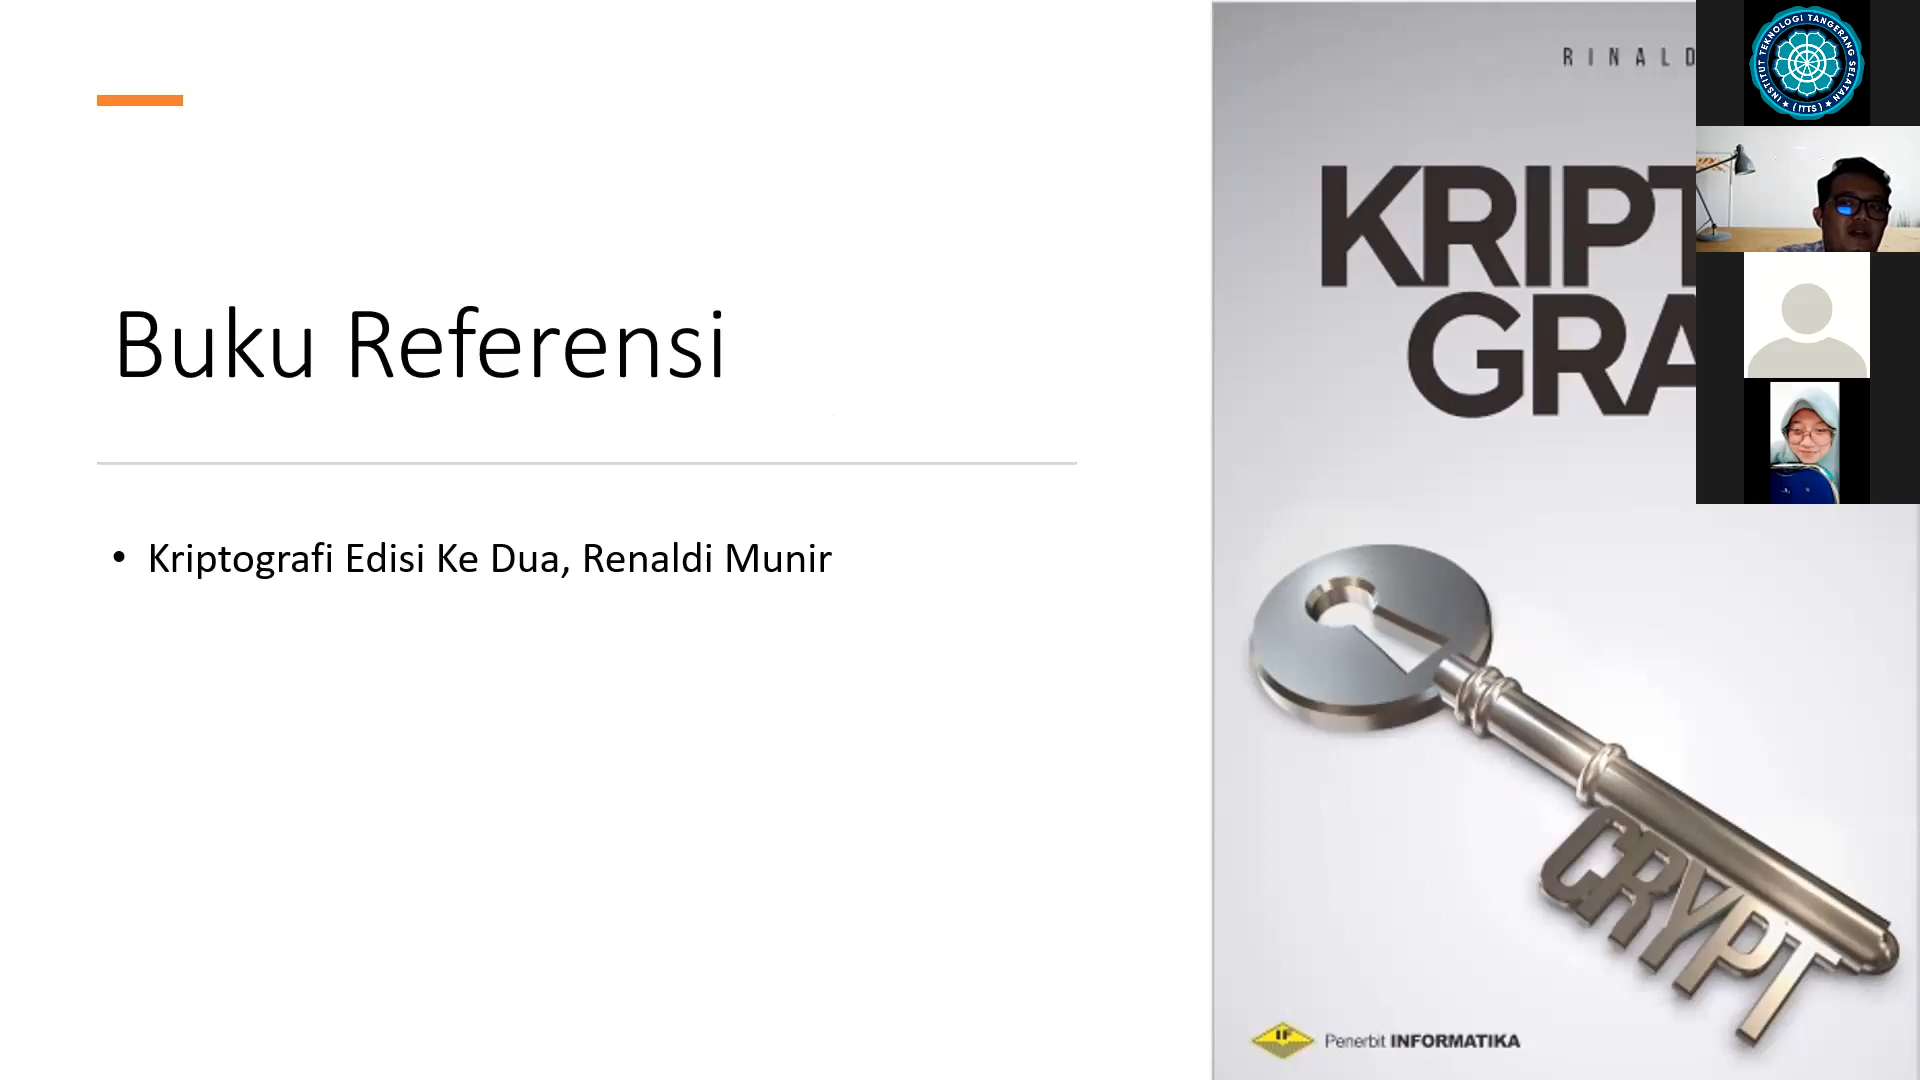 Buku Referensi
• Kriptografi Edisi Ke Dua, Renaldi Munir
RINALD
KRIPT
GRA
CRYPT
IF
Penerbit INFORMATIKA
INSTITUT TEKNOLOGI TANGERANG SELATAN
★ (ITTS) ★